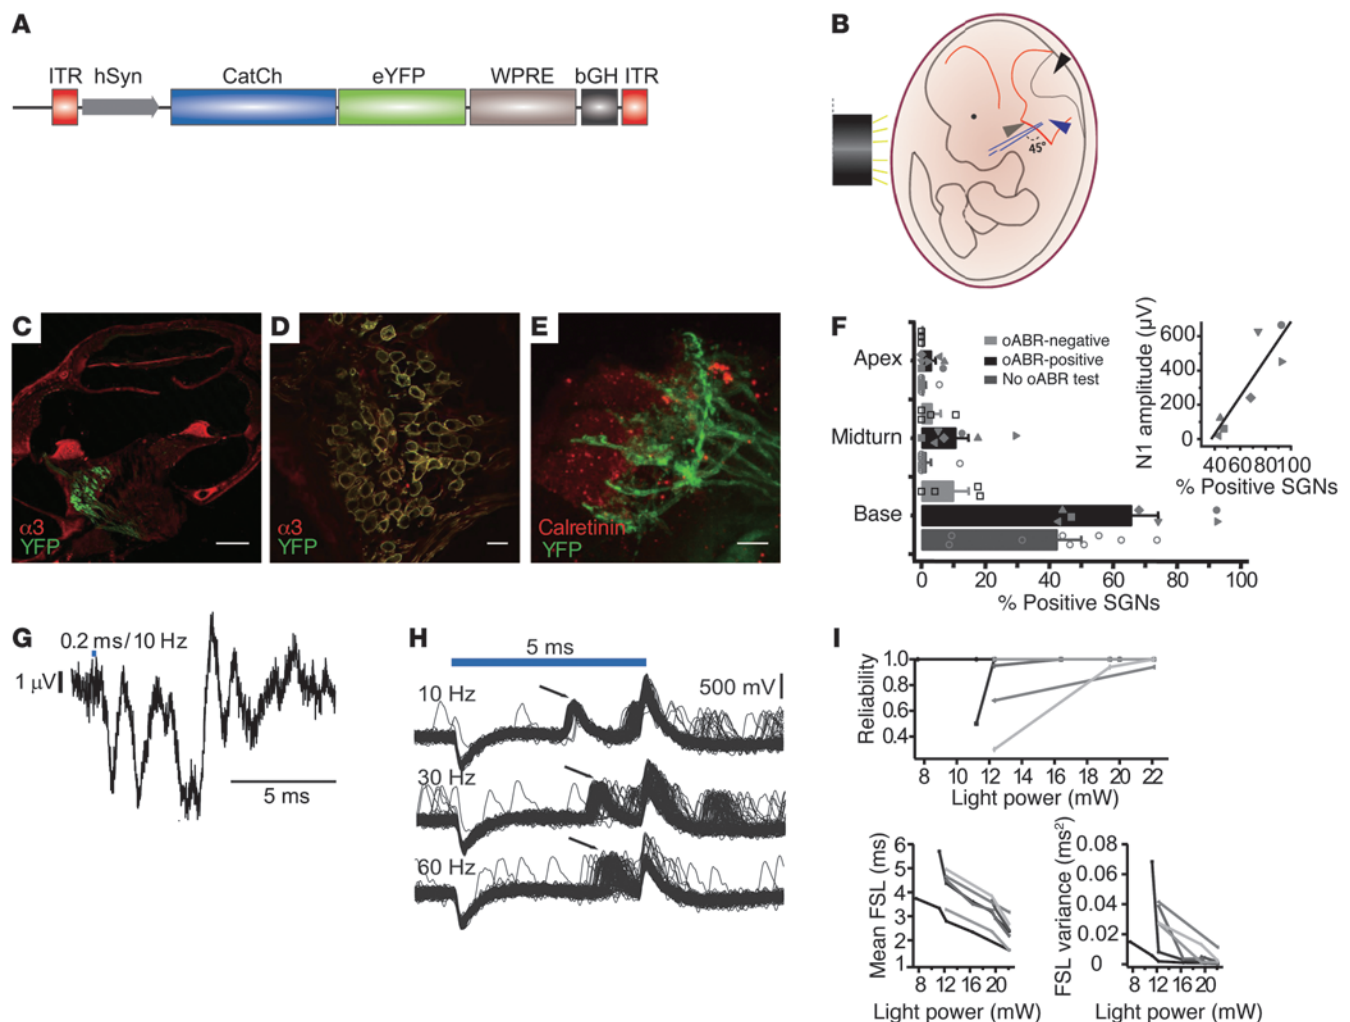 A
ITR hSyn CatCh eYFP WPRE bGH ITR
B
45°
C
α3
YFP
D
α3
YFP
E
Calretinin
YFP
F
Apex
Midturn
Base
oABR-negative
oABR-positive
No oABR test
0 20 40 60 80 100
% Positive SGNs
N1 amplitude (µV)
600
400
200
0
40 60 80 100
% Positive SGNs
G
0.2 ms/10 Hz
1 µV
5 ms
H
5 ms
10 Hz
500 mV
30 Hz
60 Hz
I
Reliability
1.0
0.8
0.6
0.4
8 10 12 14 16 18 20 22
Light power (mW)
Mean FSL (ms)
6
5
4
3
2
1
8 12 16 20
Light power (mW)
FSL variance (ms²)
0.08
0.06
0.04
0.02
0
8 12 16 20
Light power (mW)